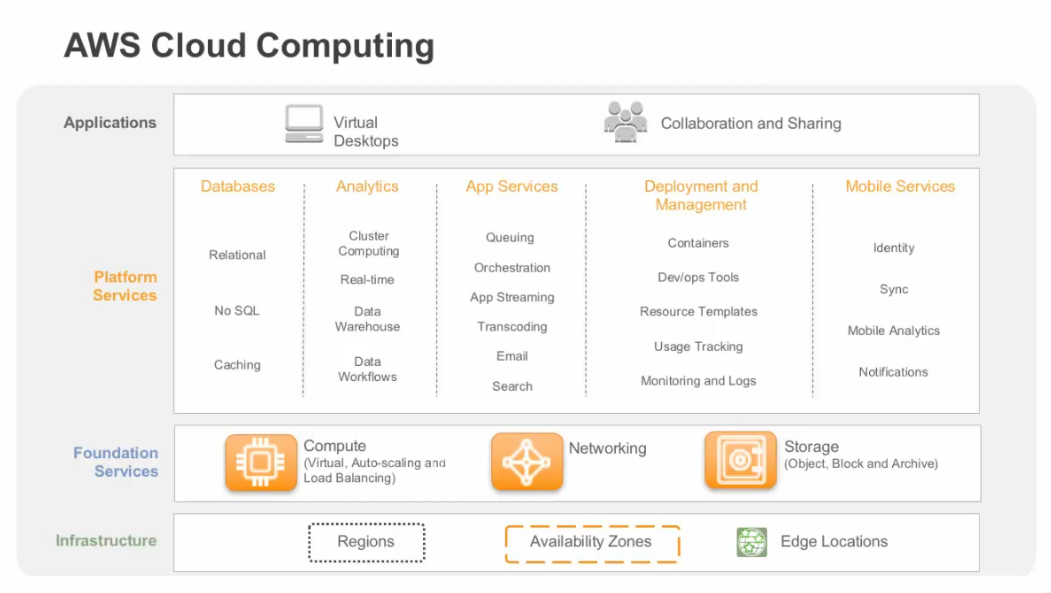 AWS Cloud Computing
Applications
Virtual
Desktops
Collaboration and Sharing
Platform
Services
Databases
Relational
No SQL
Caching
Analytics
Cluster
Computing
Real-time
Data
Warehouse
Data
Workflows
App Services
Queuing
Orchestration
App Streaming
Transcoding
Email
Search
Deployment and
Management
Containers
Dev/ops Tools
Resource Templates
Usage Tracking
Monitoring and Logs
Mobile Services
Identity
Sync
Mobile Analytics
Notifications
Foundation
Services
Compute
(Virtual, Auto-scaling and
Load Balancing)
Networking
Storage
(Object, Block and Archive)
Infrastructure
Regions
Availability Zones
Edge Locations